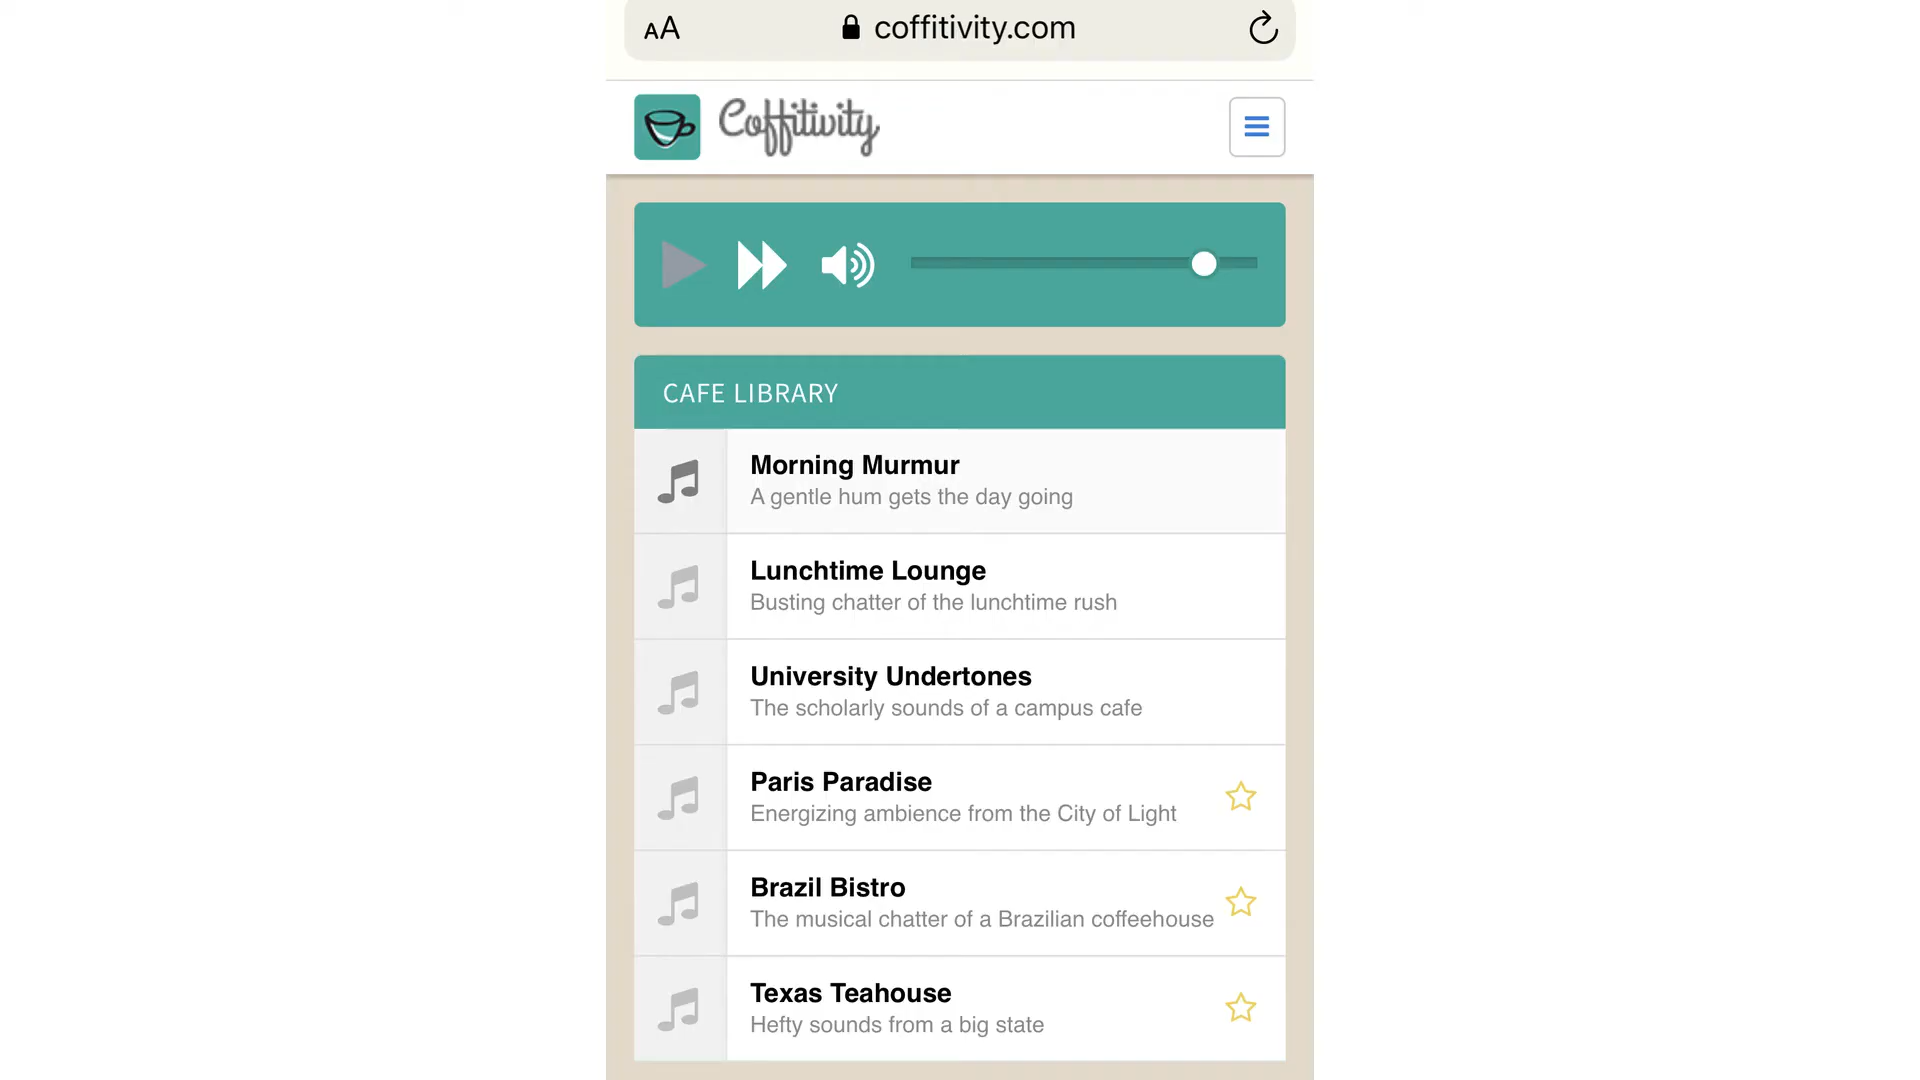 AA
coffitivity.com
Coffitivity
CAFE LIBRARY
Morning Murmur
A gentle hum gets the day going
Lunchtime Lounge
Busting chatter of the lunchtime rush
University Undertones
The scholarly sounds of a campus cafe
Paris Paradise
Energizing ambience from the City of Light
Brazil Bistro
The musical chatter of a Brazilian coffeehouse
Texas Teahouse
Hefty sounds from a big state